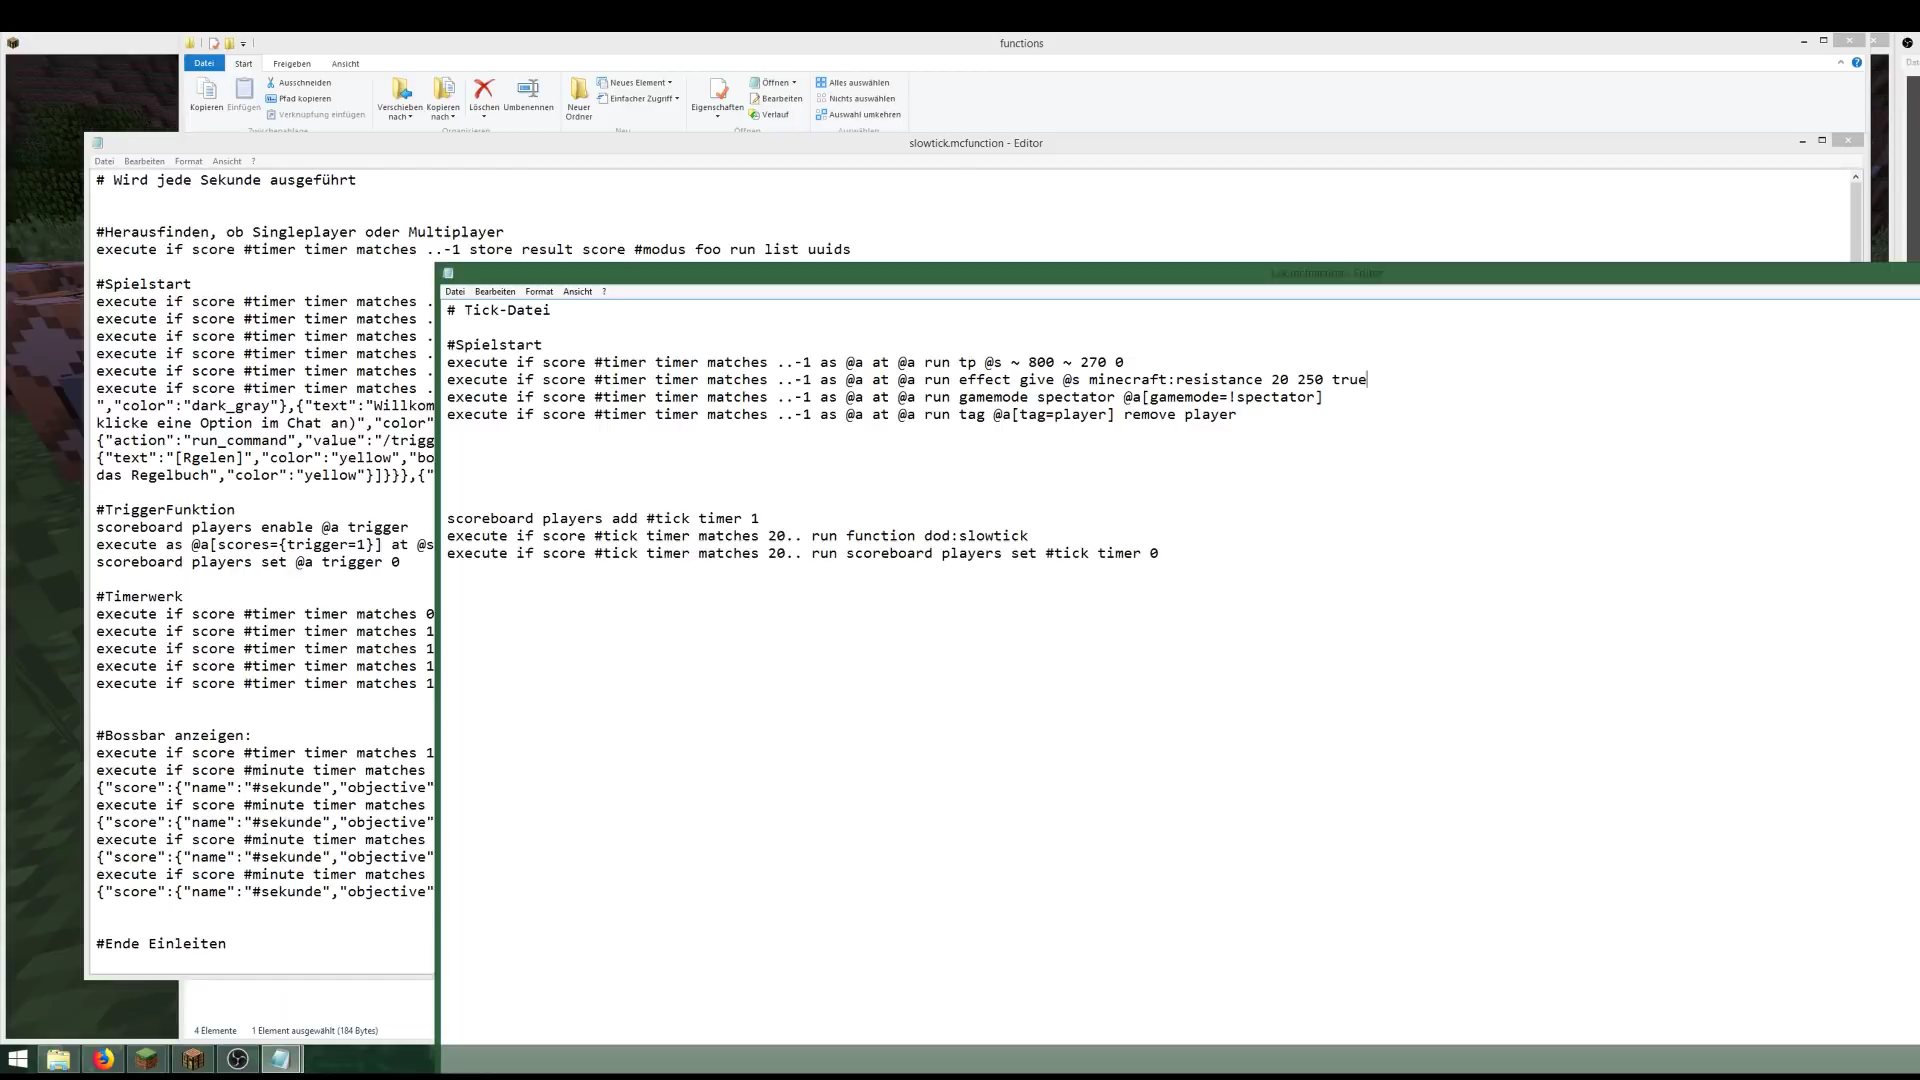 functions
Datei Start Freigeben Ansicht
Kopieren
Einfügen
Ausschneiden
Pfad kopieren
Verknüpfung einfügen
Zwischenablage
Verschieben nach
Kopieren nach
Löschen
Umbenennen
Organisieren
Neuer Ordner
Neues Element
Einfacher Zugriff
Neu
Eigenschaften
Öffnen
Bearbeiten
Verlauf
Öffnen
Alles auswählen
Nichts auswählen
Auswahl umkehren
Auswählen
slowtick.mcfunction - Editor
Datei Bearbeiten Format Ansicht ?
# Wird jede Sekunde ausgeführt
#Herausfinden, ob Singleplayer oder Multiplayer
execute if score #timer timer matches ..-1 store result score #modus foo run list uuids
#Spielstart
execute if score #timer timer matches .
execute if score #timer timer matches .
execute if score #timer timer matches .
execute if score #timer timer matches .
execute if score #timer timer matches .
execute if score #timer timer matches .
","color":"dark_gray"},{"text":"Willkom
klicke eine Option im Chat an)","color"
{"action":"run_command","value":"/trigg
{"text":"[Rgelen]","color":"yellow","bo
das Regelbuch","color":"yellow"}]}}},{"
#TriggerFunktion
scoreboard players enable @a trigger
execute as @a[scores={trigger=1}] at @s
scoreboard players set @a trigger 0
#Timerwerk
execute if score #timer timer matches 0
execute if score #timer timer matches 1
execute if score #timer timer matches 1
execute if score #timer timer matches 1
execute if score #timer timer matches 1
#Bossbar anzeigen:
execute if score #timer timer matches 1
execute if score #minute timer matches
{"score":{"name":"#sekunde","objective"
execute if score #minute timer matches
{"score":{"name":"#sekunde","objective"
execute if score #minute timer matches
{"score":{"name":"#sekunde","objective"
execute if score #minute timer matches
{"score":{"name":"#sekunde","objective"
#Ende Einleiten
Datei Bearbeiten Format Ansicht ?
# Tick-Datei
#Spielstart
execute if score #timer timer matches ..-1 as @a at @a run tp @s ~ 800 ~ 270 0
execute if score #timer timer matches ..-1 as @a at @a run effect give @s minecraft:resistance 20 250 true
execute if score #timer timer matches ..-1 as @a at @a run gamemode spectator @a[gamemode=!spectator]
execute if score #timer timer matches ..-1 as @a at @a run tag @a[tag=player] remove player
scoreboard players add #tick timer 1
execute if score #tick timer matches 20.. run function dod:slowtick
execute if score #tick timer matches 20.. run scoreboard players set #tick timer 0
4 Elemente 1 Element ausgewählt (184 Bytes)